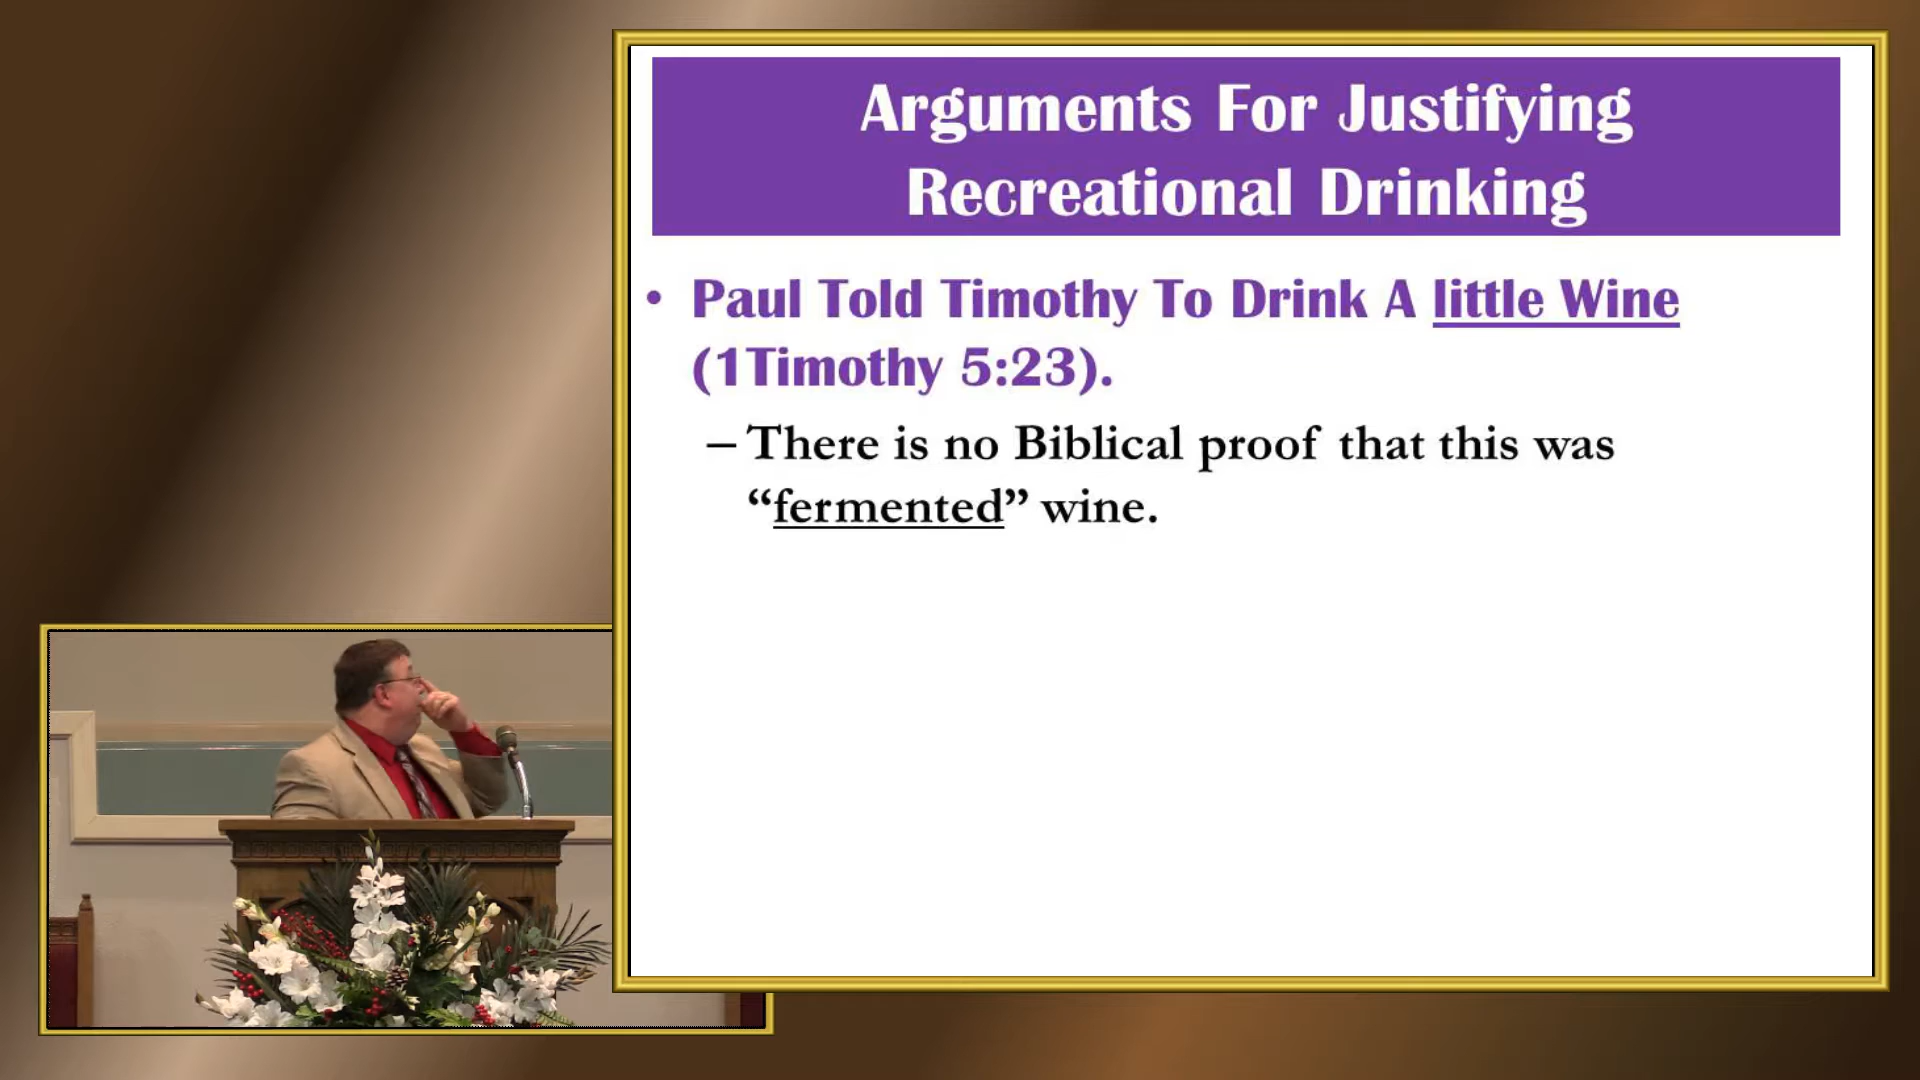 Arguments For Justifying
Recreational Drinking
• Paul Told Timothy To Drink A little Wine
(1Timothy 5:23).
– There is no Biblical proof that this was
“fermented” wine.